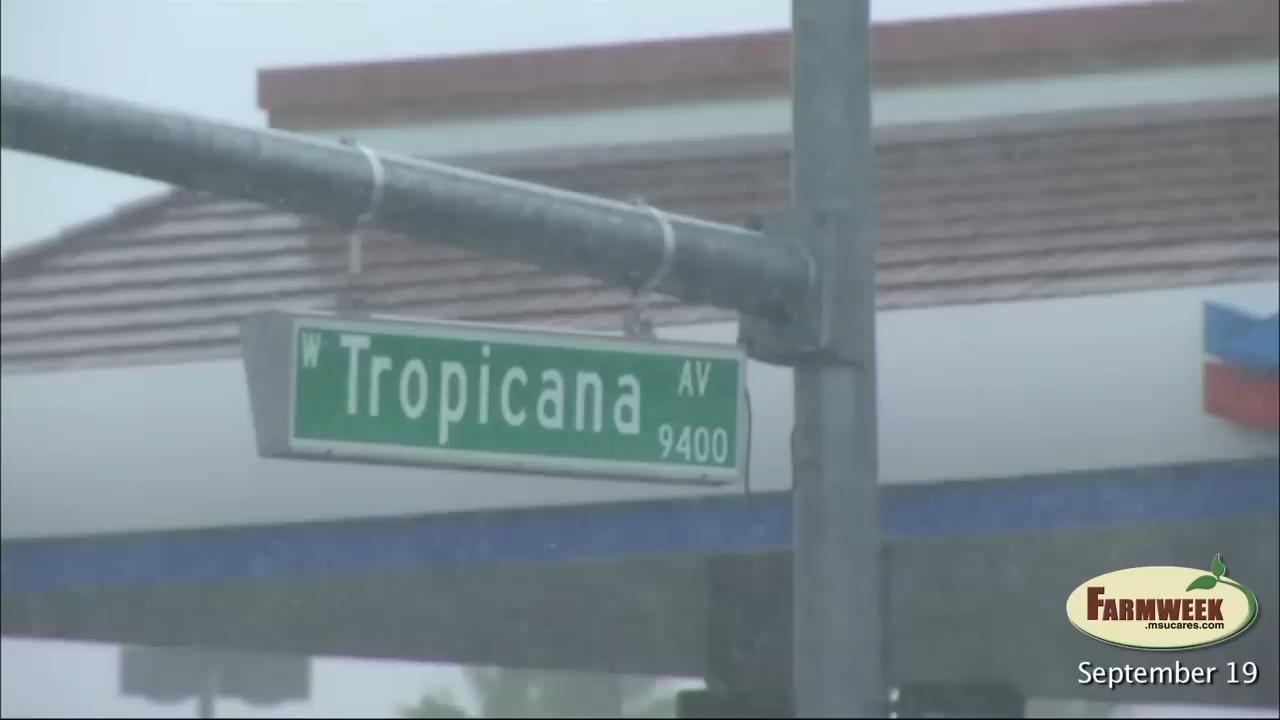 W Tropicana AV
9400
FARMWEEK
.msucares.com
September 19